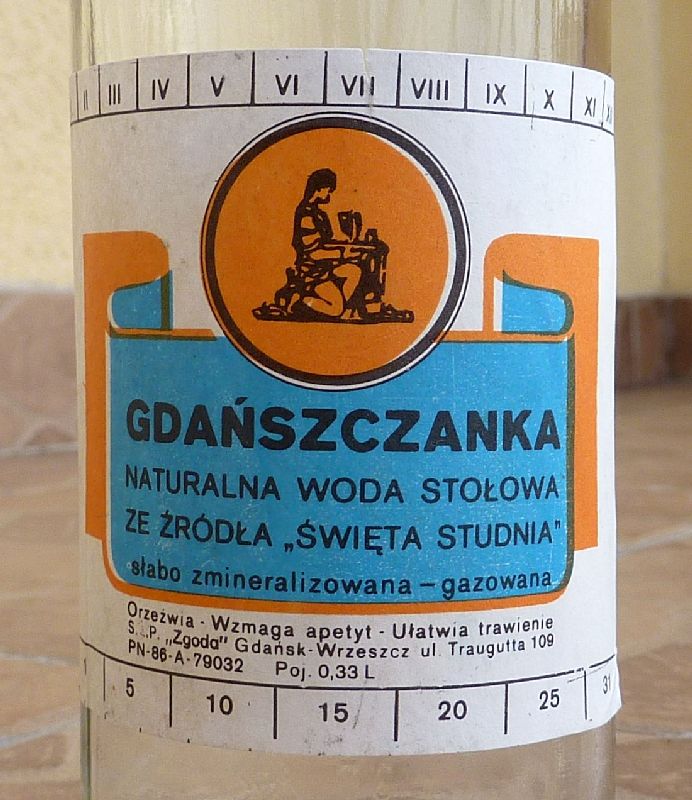 II III IV V VI VII VIII IX X XI
GDAŃSZCZANKA
NATURALNA WODA STOŁOWA
ZE ŹRÓDŁA „ŚWIĘTA STUDNIA"
słabo zmineralizowana – gazowana
Orzeźwia - Wzmaga apetyt - Ułatwia trawienie
S.I.P. „Zgoda" Gdańsk-Wrzeszcz ul. Traugutta 109
PN-86-A-79032 Poj. 0,33 L
5 10 15 20 25 31